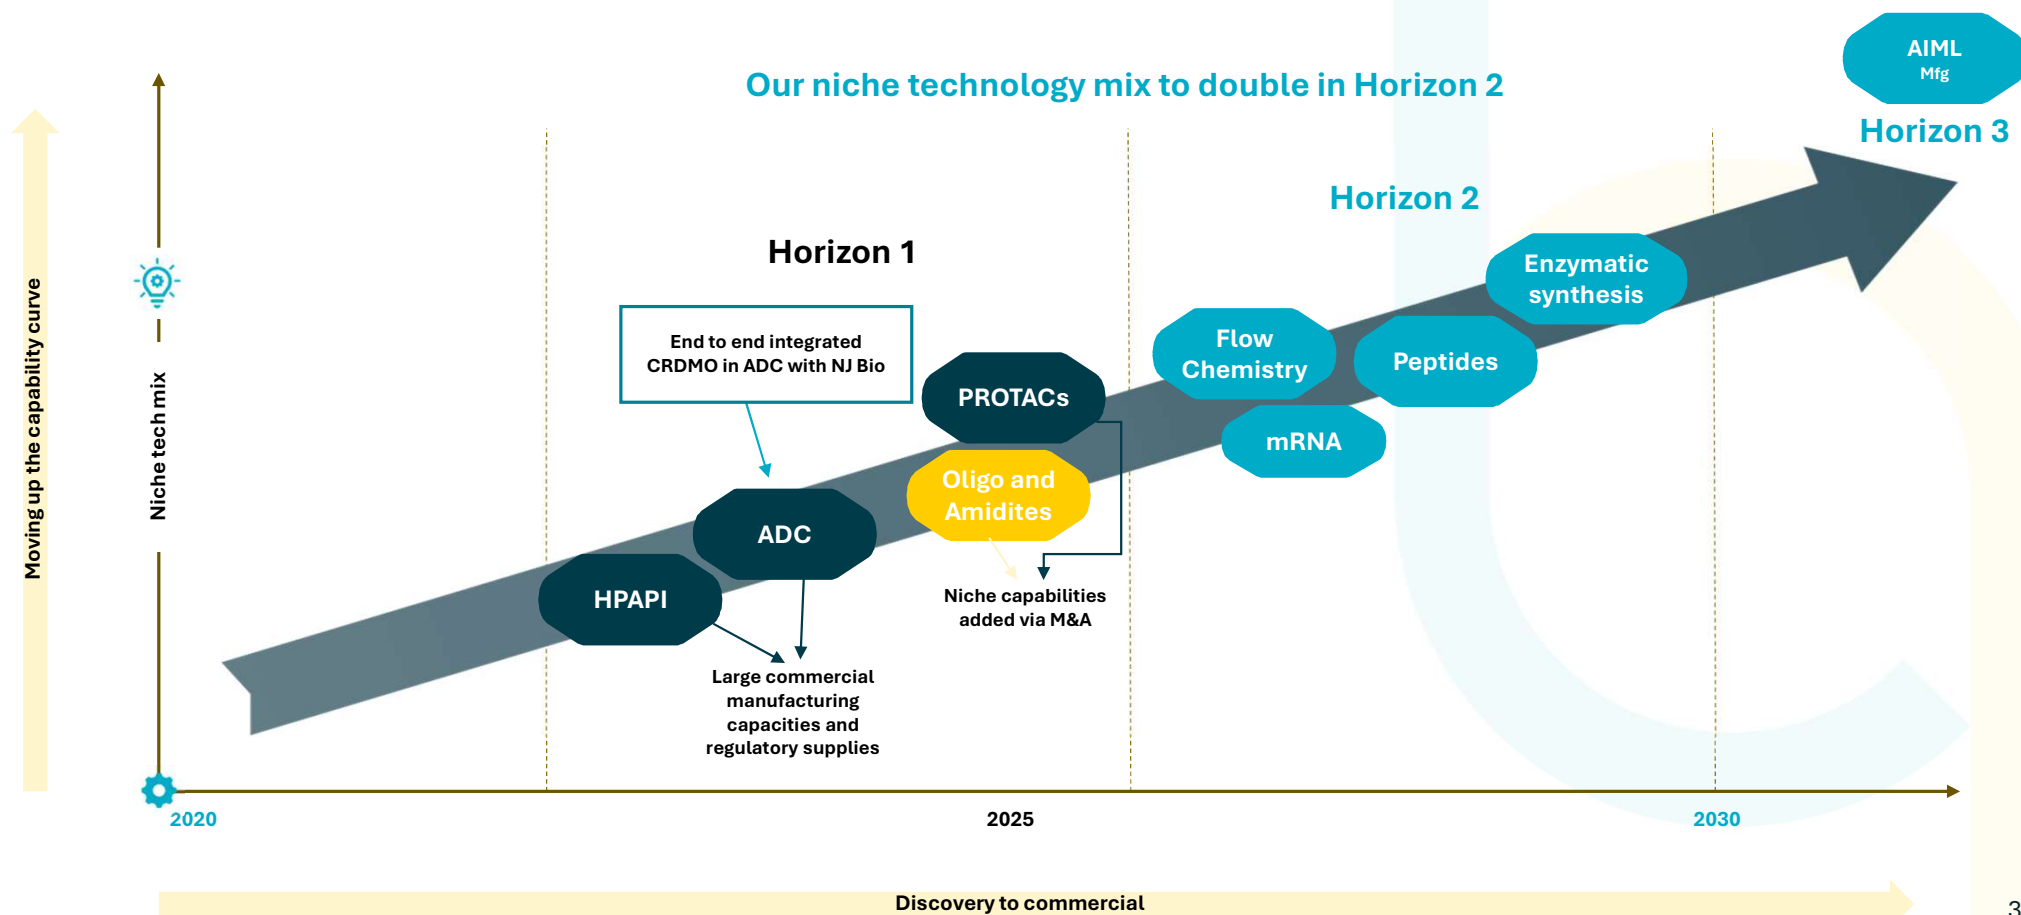 Our niche technology mix to double in Horizon 2
AIML
Mfg
Horizon 3
Horizon 2
Horizon 1
Enzymatic
synthesis
Flow
Chemistry
Peptides
mRNA
End to end integrated
CRDMO in ADC with NJ Bio
PROTACs
Oligo and
Amidites
ADC
HPAPI
Niche capabilities
added via M&A
Large commercial
manufacturing
capacities and
regulatory supplies
Moving up the capability curve
Niche tech mix
2020
2025
2030
Discovery to commercial
3